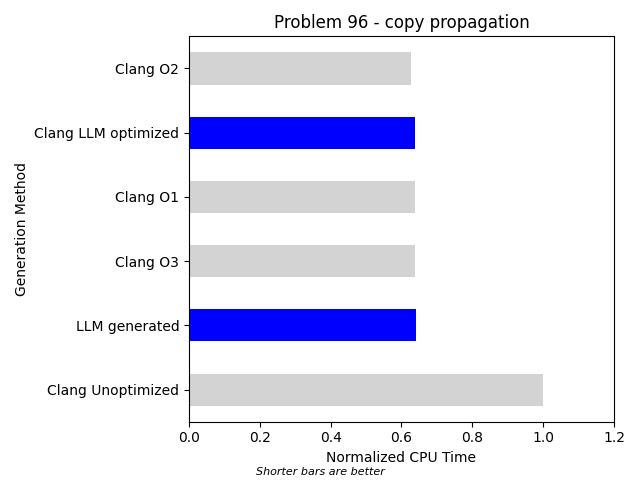 Problem 96 - copy propagation
Clang O2
Clang LLM optimized
Clang O1
Clang O3
LLM generated
Clang Unoptimized
Generation Method
0.0 0.2 0.4 0.6 0.8 1.0 1.2
Normalized CPU Time
Shorter bars are better